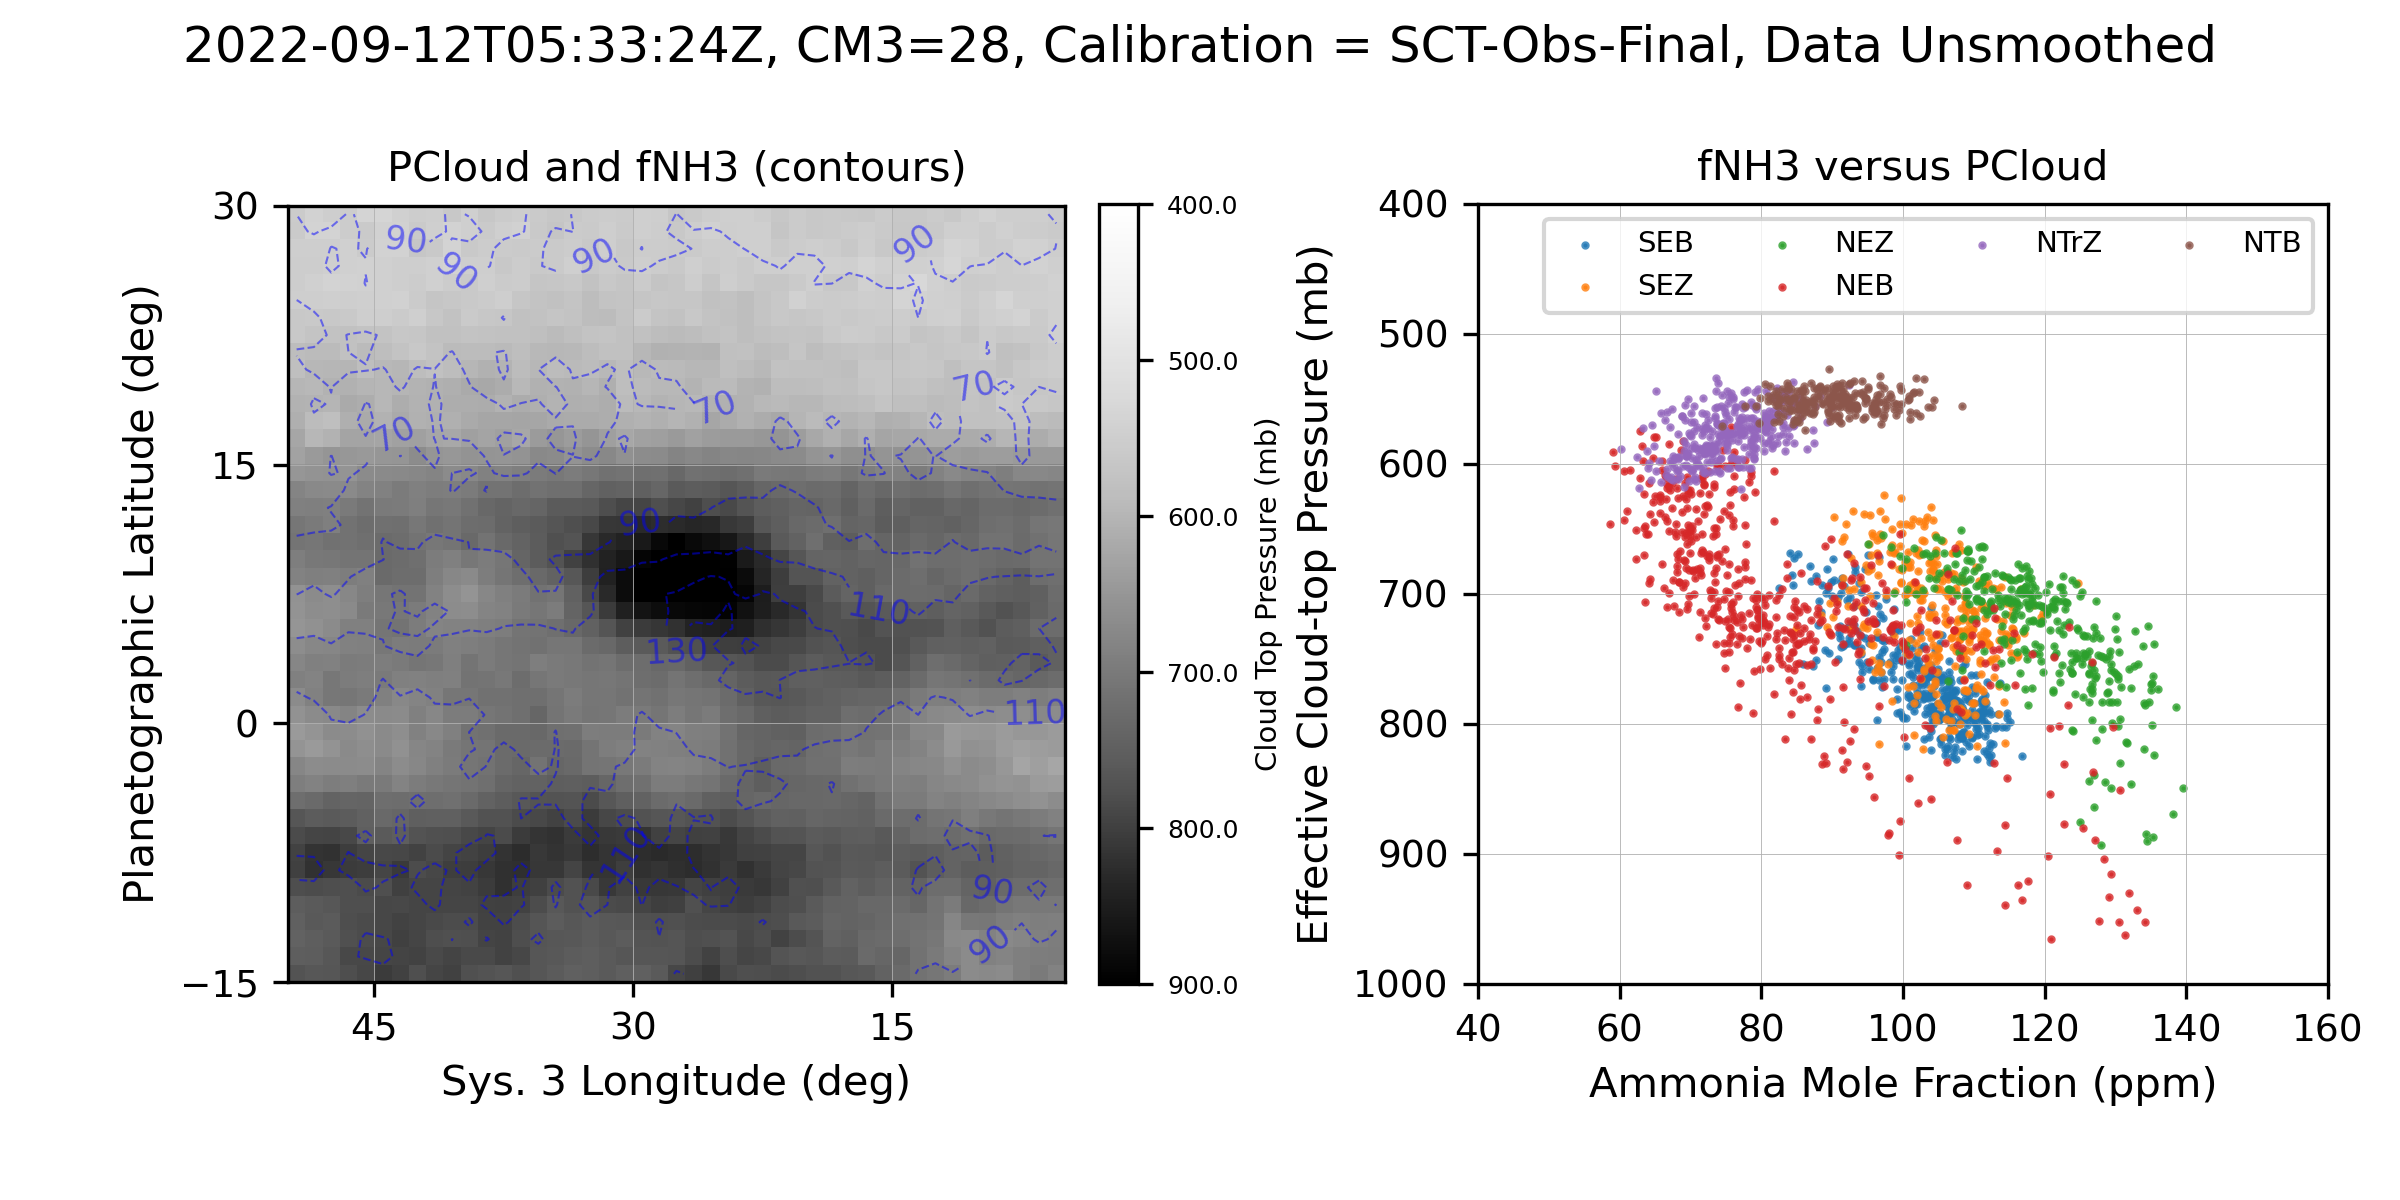 2022-09-12T05:33:24Z, CM3=28, Calibration = SCT-Obs-Final, Data Unsmoothed
PCloud and fNH3 (contours)
30
15
0
−15
Planetographic Latitude (deg)
45
30
15
Sys. 3 Longitude (deg)
90
90
90
90
70
70
70
90
110
130
110
110
90
90
400.0
500.0
600.0
700.0
800.0
900.0
Cloud Top Pressure (mb)
fNH3 versus PCloud
SEB
NEZ
NTrZ
NTB
SEZ
NEB
400
500
600
700
800
900
1000
Effective Cloud-top Pressure (mb)
40
60
80
100
120
140
160
Ammonia Mole Fraction (ppm)